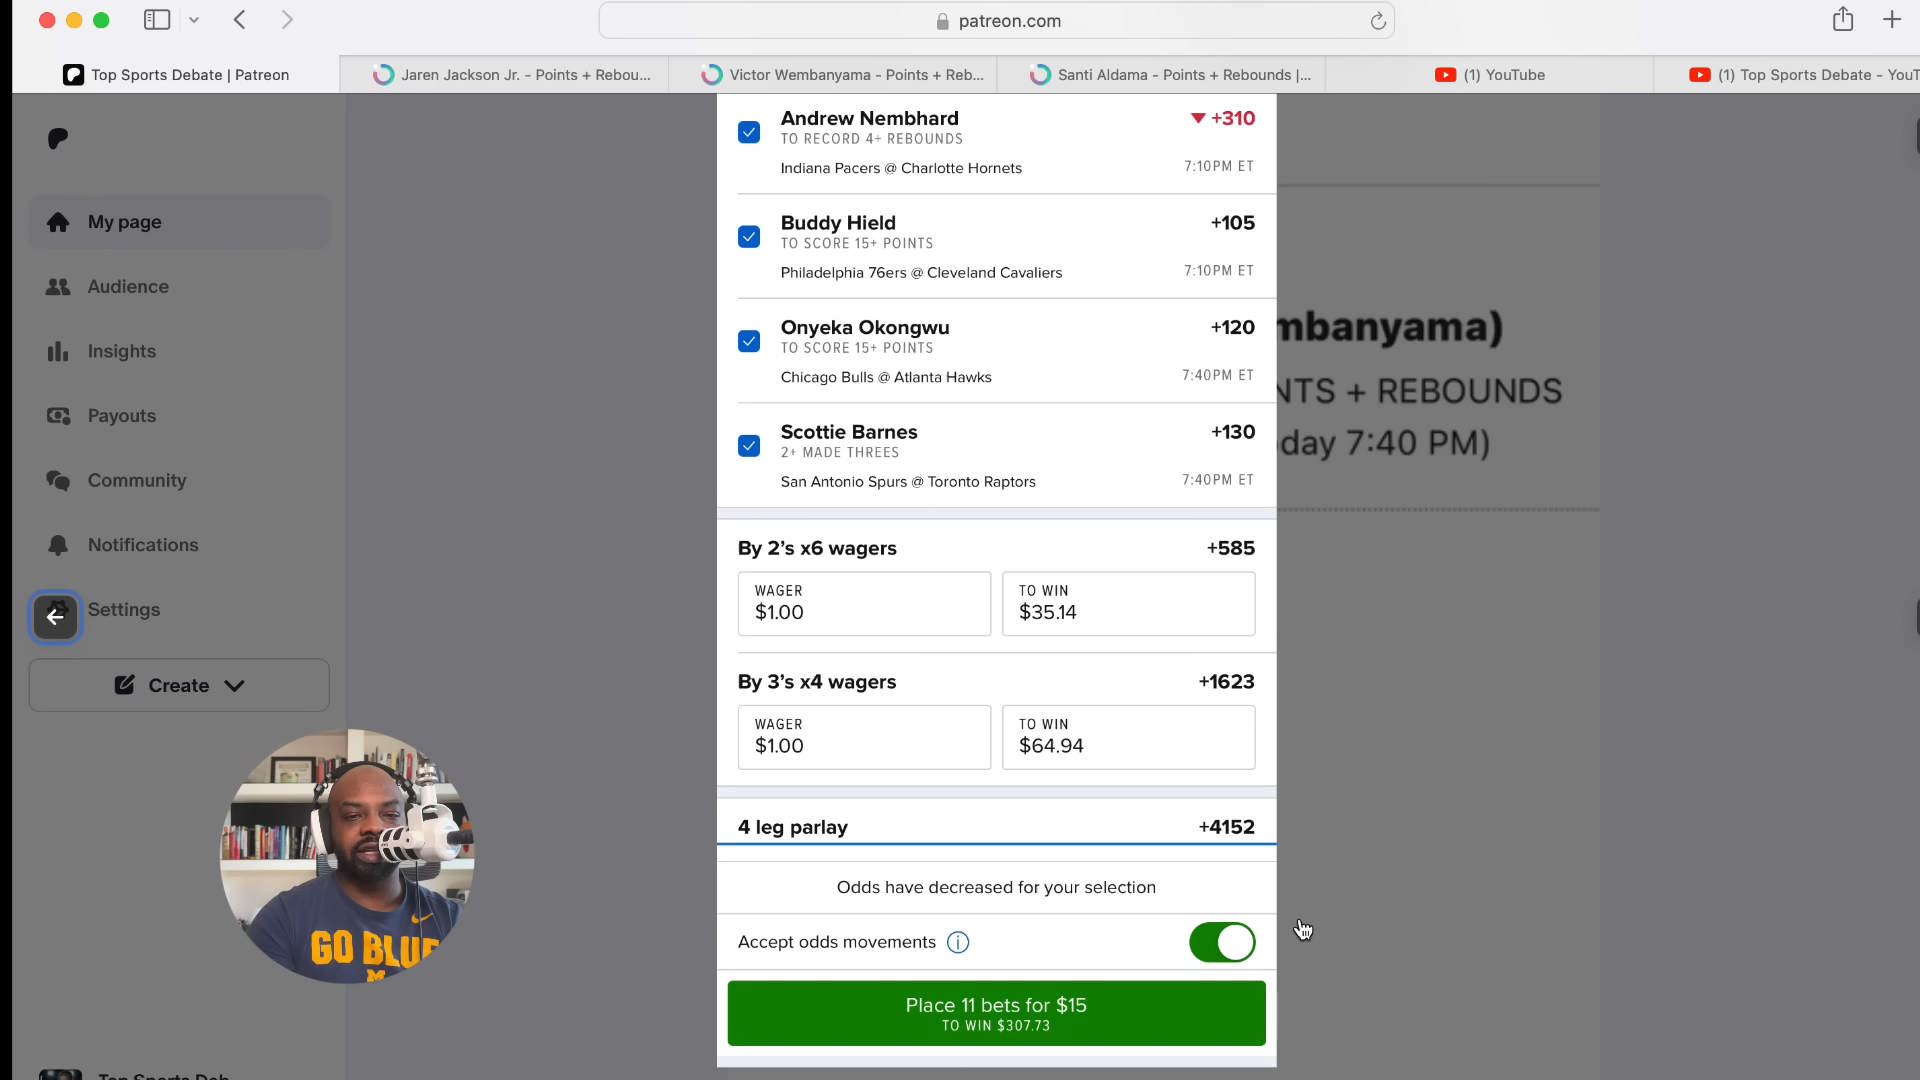 patreon.com
Top Sports Debate | Patreon
Jaren Jackson Jr. - Points + Rebou...
Victor Wembanyama - Points + Reb...
Santi Aldama - Points + Rebounds |...
(1) YouTube
(1) Top Sports Debate - YouT
My page
Audience
Insights
Payouts
Community
Notifications
Settings
Create
Andrew Nembhard +310
TO RECORD 4+ REBOUNDS
Indiana Pacers @ Charlotte Hornets 7:10PM ET
Buddy Hield +105
TO SCORE 15+ POINTS
Philadelphia 76ers @ Cleveland Cavaliers 7:10PM ET
Onyeka Okongwu +120
TO SCORE 15+ POINTS
Chicago Bulls @ Atlanta Hawks 7:40PM ET
Scottie Barnes +130
2+ MADE THREES
San Antonio Spurs @ Toronto Raptors 7:40PM ET
By 2's x6 wagers +585
WAGER TO WIN
$1.00 $35.14
By 3's x4 wagers +1623
WAGER TO WIN
$1.00 $64.94
4 leg parlay +4152
Odds have decreased for your selection
Accept odds movements
Place 11 bets for $15
TO WIN $307.73
mbanyama)
NTS + REBOUNDS
day 7:40 PM)
GO BLUE
M